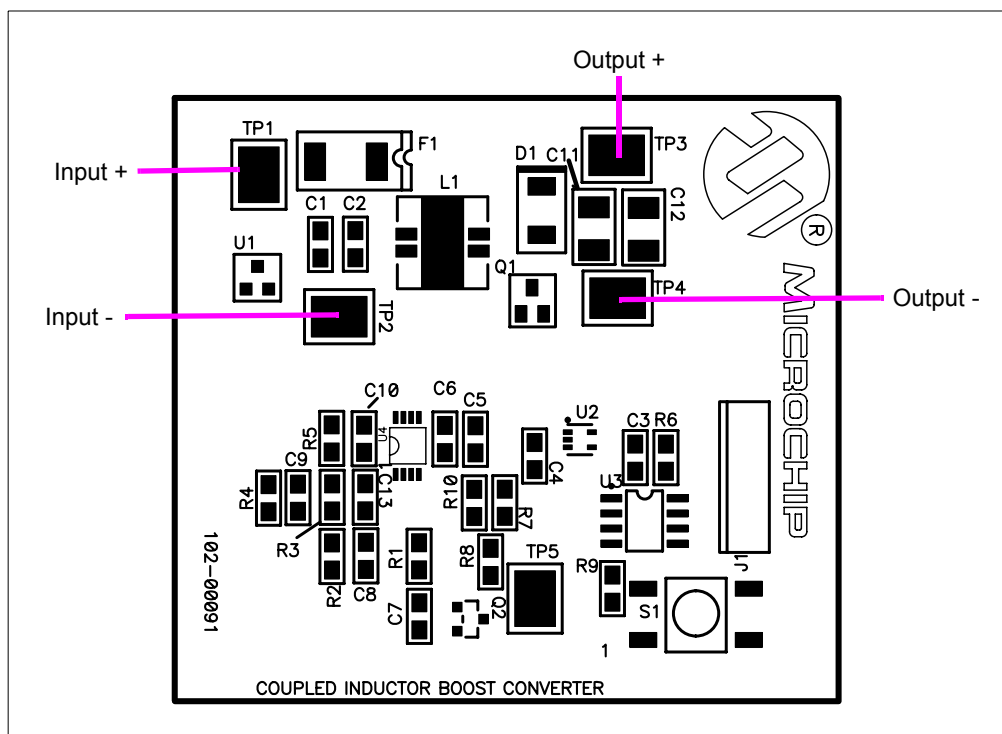 Output +
TP1
F1
TP3
D1
C11
Input +
L1
C1
C2
C12
®
U1
Q1
TP4
Input -
TP2
Output -
MICROCHIP
C10
C6
C5
U2
C3
R6
R5
U4
C9
C4
U3
R4
C13
R10
R7
R3
J1
102-00091
R2
C8
R1
R8
TP5
R9
C7
Q2
S1
1
COUPLED INDUCTOR BOOST CONVERTER